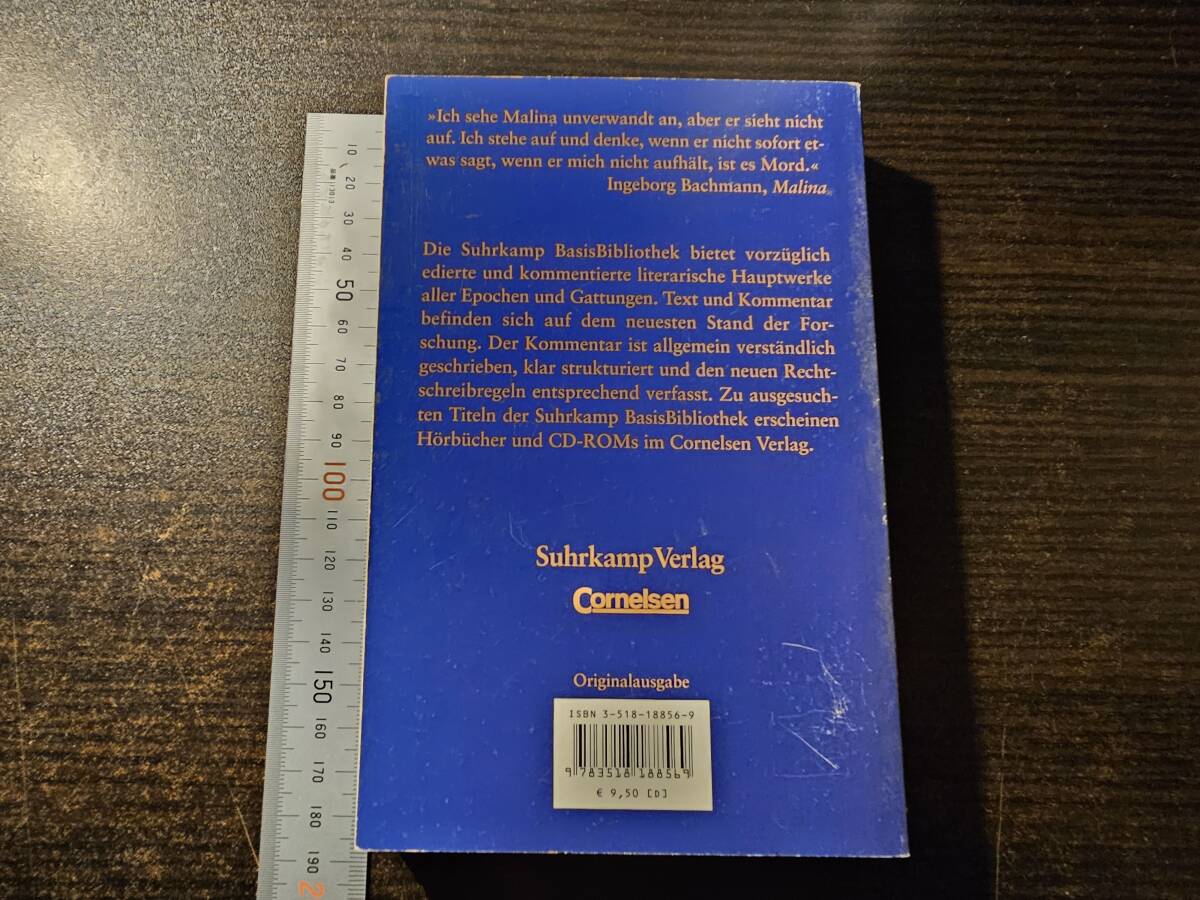 »Ich sehe Malina unverwandt an, aber er sieht nicht
auf. Ich stehe auf und denke, wenn er nicht sofort et-
was sagt, wenn er mich nicht aufhält, ist es Mord.«
Ingeborg Bachmann, Malina
Die Suhrkamp BasisBibliothek bietet vorzüglich
edierte und kommentierte literarische Hauptwerke
aller Epochen und Gattungen. Text und Kommentar
befinden sich auf dem neuesten Stand der For-
schung. Der Kommentar ist allgemein verständlich
geschrieben, klar strukturiert und den neuen Recht-
schreibregeln entsprechend verfasst. Zu ausgesuch-
ten Titeln der Suhrkamp BasisBibliothek erscheinen
Hörbücher und CD-ROMs im Cornelsen Verlag.
Suhrkamp Verlag
Cornelsen
Originalausgabe
ISBN 3-518-18856-9
9 783518 188569
€ 9,50 [D]
10
20
30
40
50
60
70
80
90
100
110
120
130
140
150
160
170
180
190
2
13013